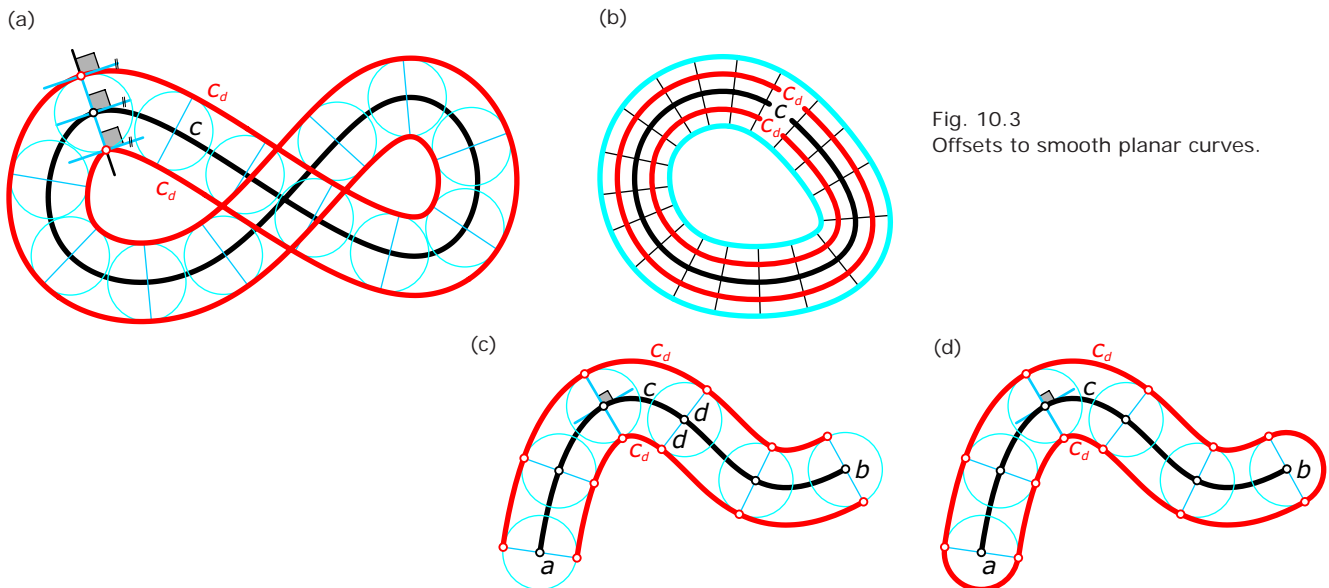 (a)
(b)
C_d
c
C_d
C_d
c
C_d
Fig. 10.3
Offsets to smooth planar curves.
(c)
(d)
C_d
c
d
d
C_d
b
a
C_d
c
C_d
b
a